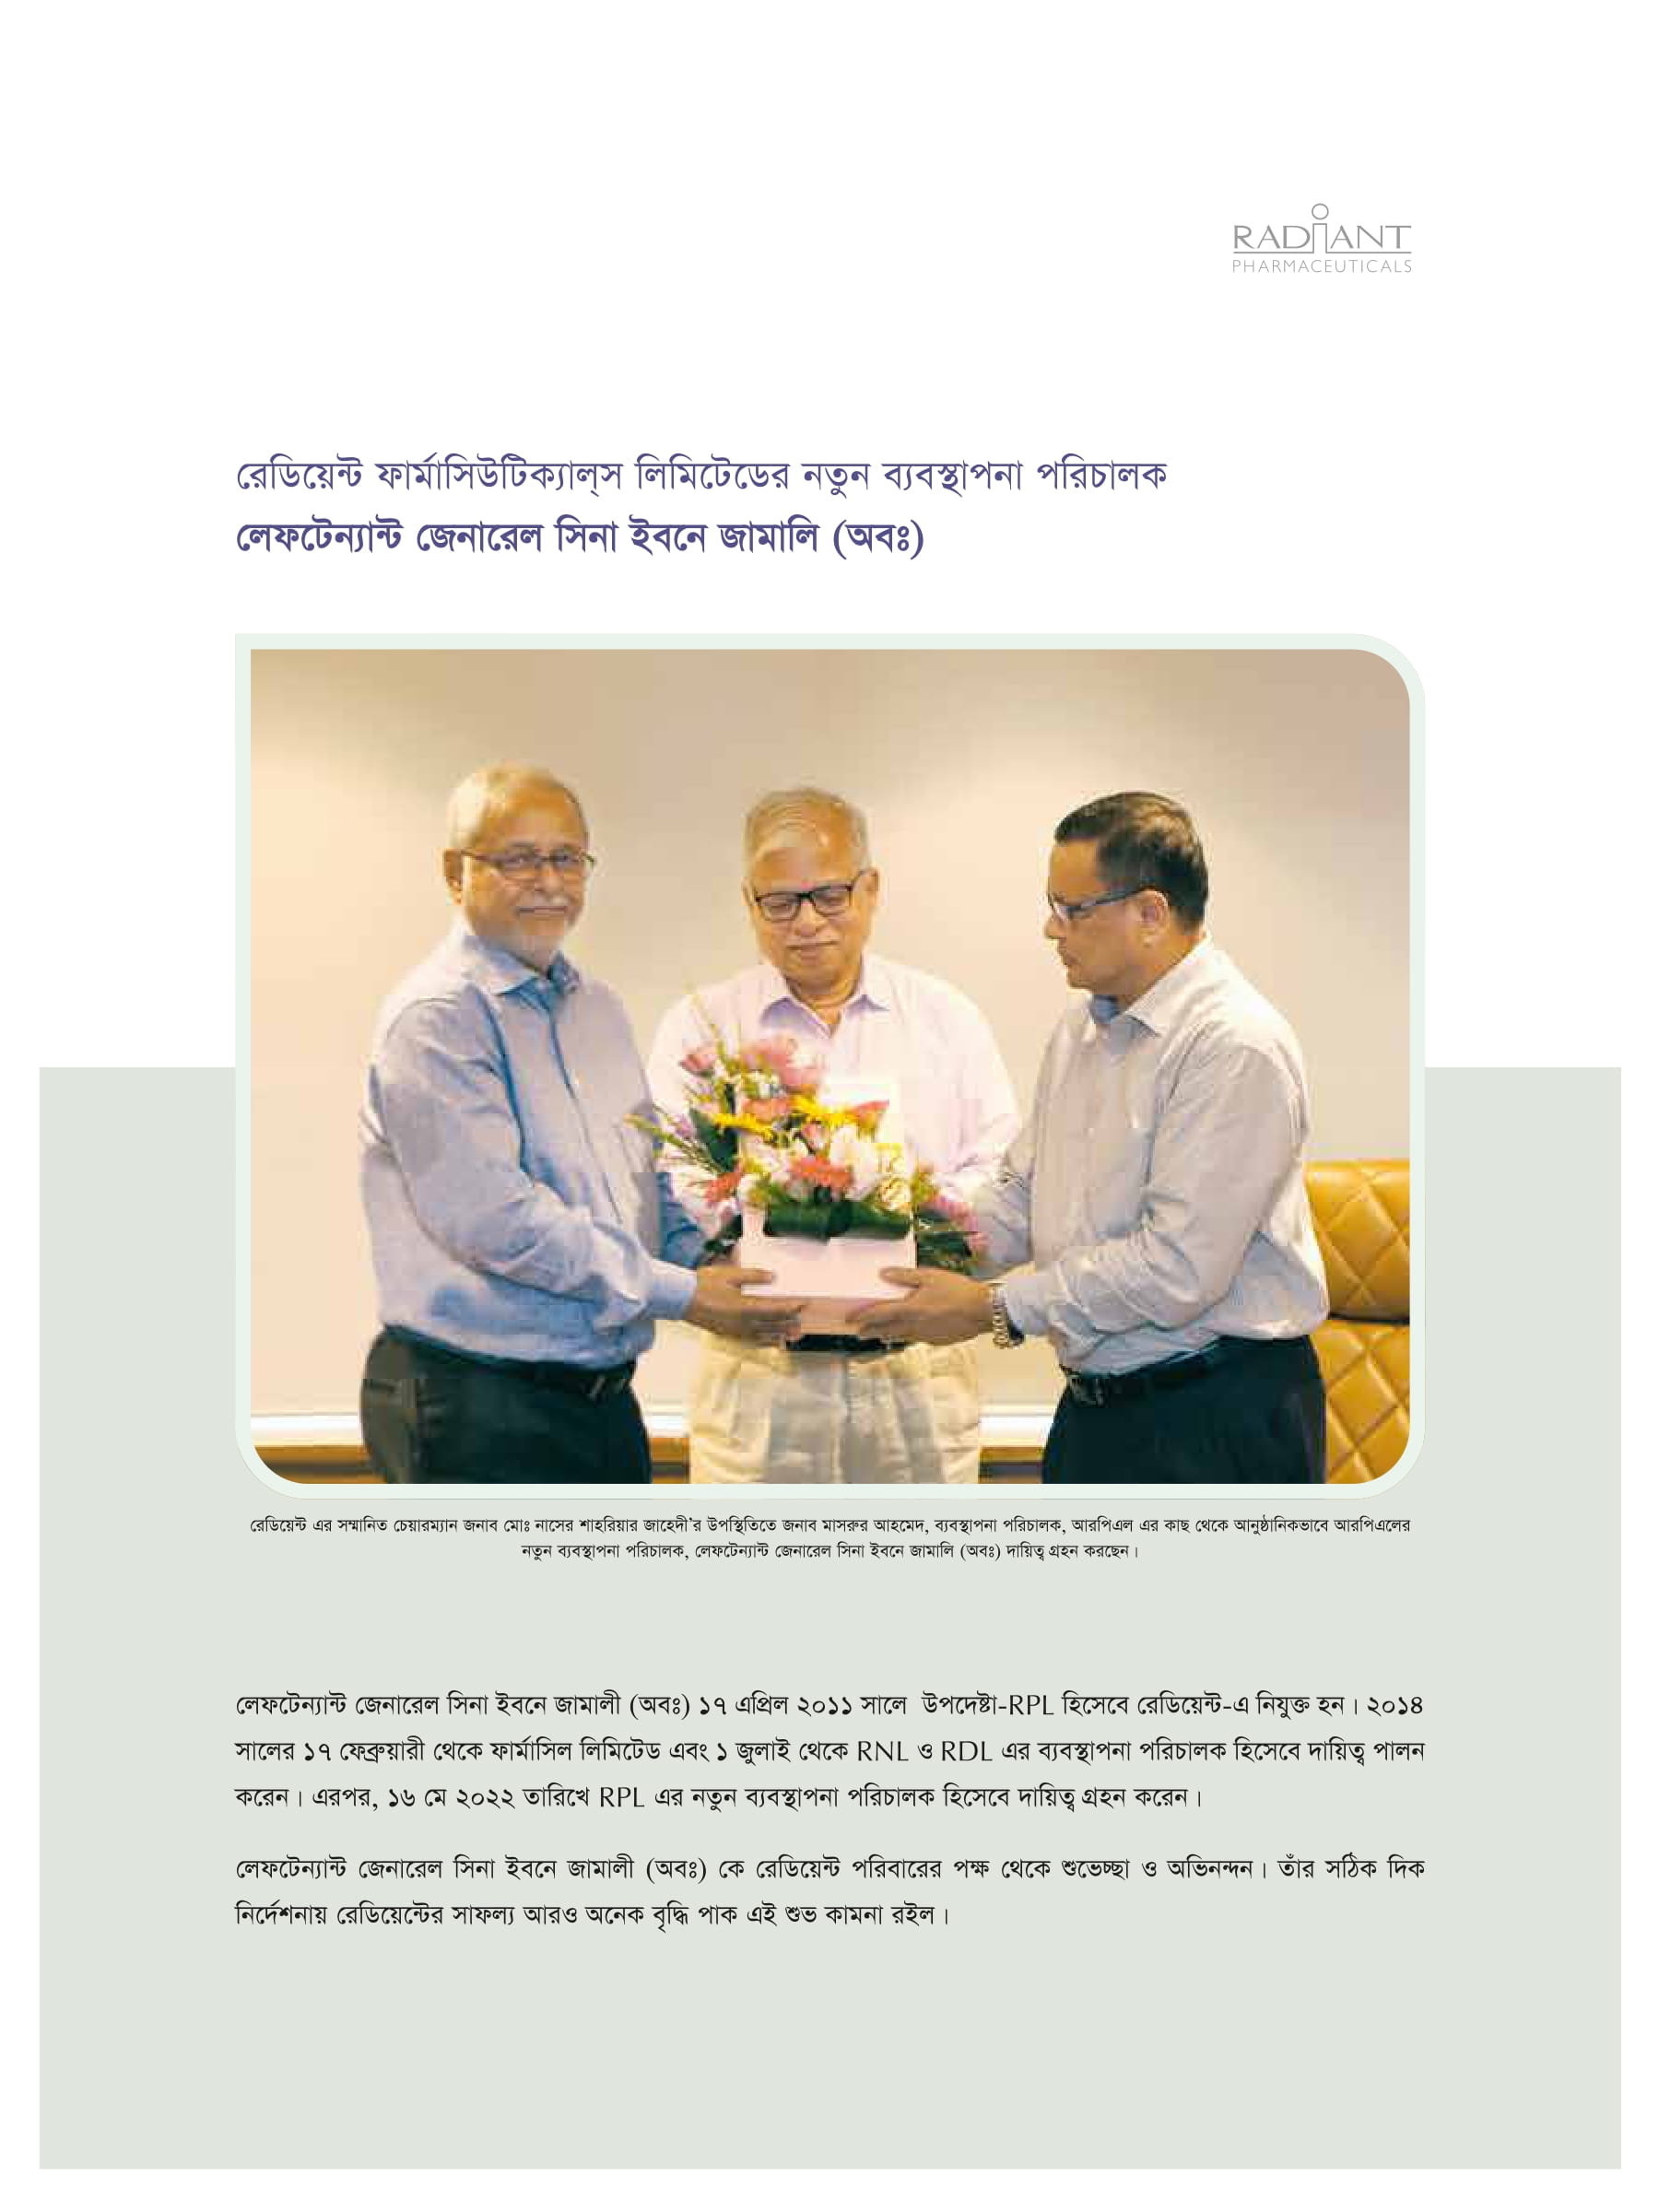 RADIANT
PHARMACEUTICALS
রেডিয়েন্ট ফার্মাসিউটিক্যাল্‌স লিমিটেডের নতুন ব্যবস্থাপনা পরিচালক
লেফটেন্যান্ট জেনারেল সিনা ইবনে জামালি (অবঃ)
রেডিয়েন্ট এর সম্মানিত চেয়ারম্যান জনাব মোঃ নাসের শাহরিয়ার জাহেদী'র উপস্থিতিতে জনাব মাসরুর আহমেদ, ব্যবস্থাপনা পরিচালক, আরপিএল এর কাছ থেকে আনুষ্ঠানিকভাবে আরপিএলের
নতুন ব্যবস্থাপনা পরিচালক, লেফটেন্যান্ট জেনারেল সিনা ইবনে জামালি (অবঃ) দায়িত্ব গ্রহন করছেন।
লেফটেন্যান্ট জেনারেল সিনা ইবনে জামালী (অবঃ) ১৭ এপ্রিল ২০১১ সালে উপদেষ্টা-RPL হিসেবে রেডিয়েন্ট-এ নিযুক্ত হন। ২০১৪
সালের ১৭ ফেব্রুয়ারী থেকে ফার্মাসিল লিমিটেড এবং ১ জুলাই থেকে RNL ও RDL এর ব্যবস্থাপনা পরিচালক হিসেবে দায়িত্ব পালন
করেন। এরপর, ১৬ মে ২০২২ তারিখে RPL এর নতুন ব্যবস্থাপনা পরিচালক হিসেবে দায়িত্ব গ্রহন করেন।
লেফটেন্যান্ট জেনারেল সিনা ইবনে জামালী (অবঃ) কে রেডিয়েন্ট পরিবারের পক্ষ থেকে শুভেচ্ছা ও অভিনন্দন। তাঁর সঠিক দিক
নির্দেশনায় রেডিয়েন্টের সাফল্য আরও অনেক বৃদ্ধি পাক এই শুভ কামনা রইল।